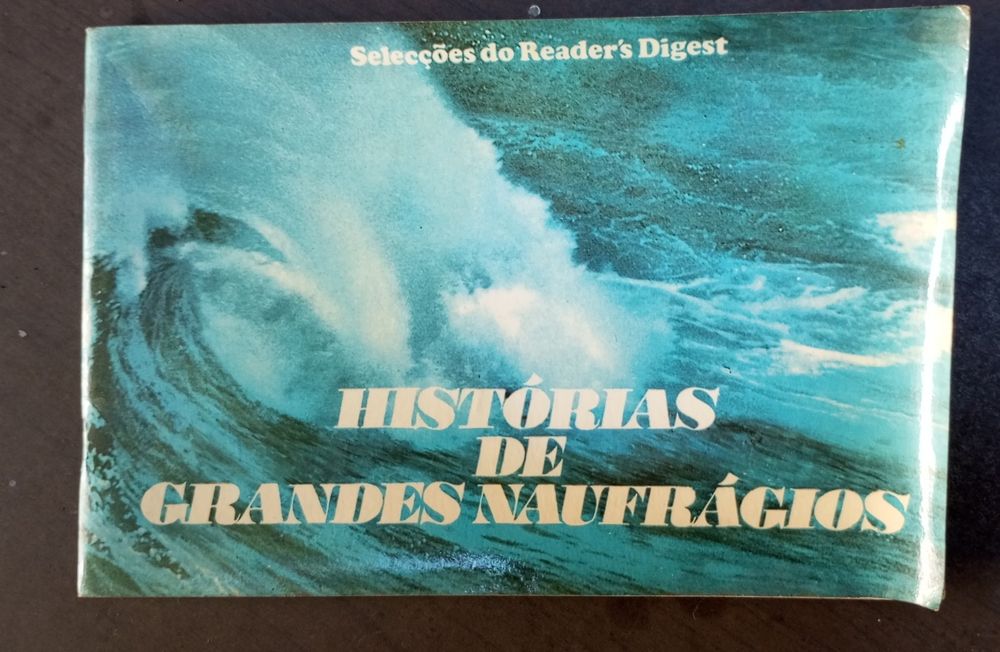 Selecções do Reader's Digest
HISTÓRIAS
DE
GRANDES NAUFRÁGIOS